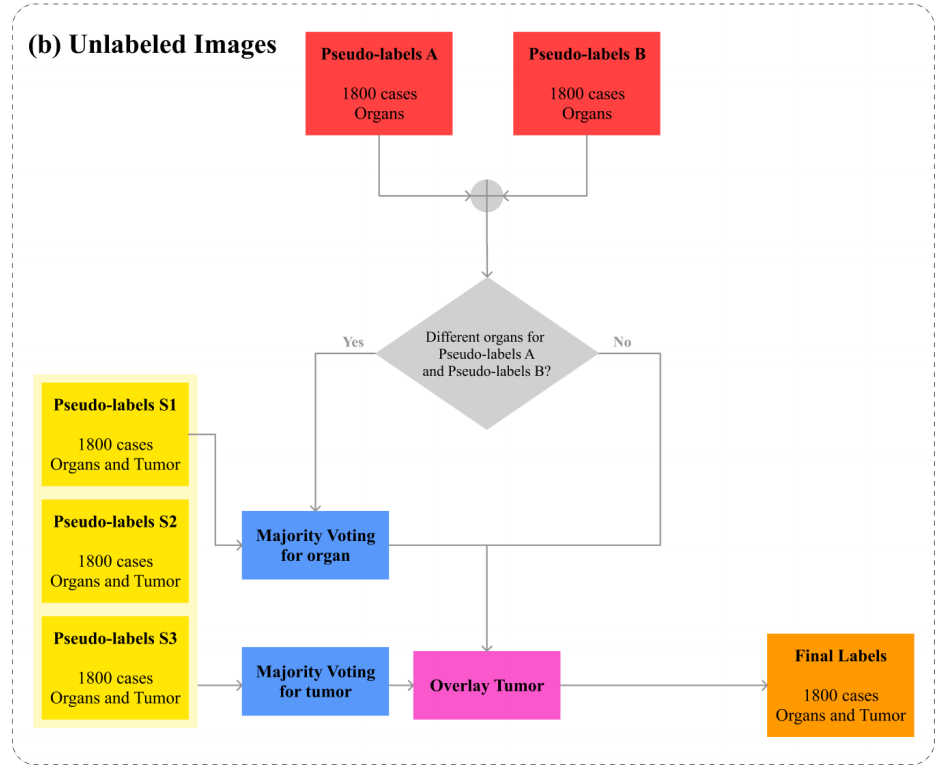 (b) Unlabeled Images
Pseudo-labels A
1800 cases
Organs
Pseudo-labels B
1800 cases
Organs
Different organs for
Pseudo-labels A
and Pseudo-labels B?
Yes
No
Pseudo-labels S1
1800 cases
Organs and Tumor
Pseudo-labels S2
1800 cases
Organs and Tumor
Pseudo-labels S3
1800 cases
Organs and Tumor
Majority Voting
for organ
Majority Voting
for tumor
Overlay Tumor
Final Labels
1800 cases
Organs and Tumor